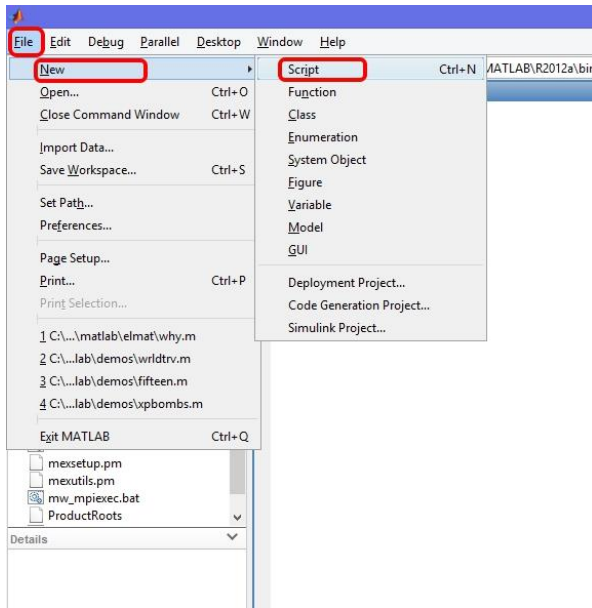 File Edit Debug Parallel Desktop Window Help
New
Open... Ctrl+O
Close Command Window Ctrl+W
Import Data...
Save Workspace... Ctrl+S
Set Path...
Preferences...
Page Setup...
Print... Ctrl+P
Print Selection...
1 C:\...\matlab\elmat\why.m
2 C:\...lab\demos\wrldtrv.m
3 C:\...lab\demos\fifteen.m
4 C:\...lab\demos\xpbombs.m
Exit MATLAB Ctrl+Q
Script Ctrl+N
Function
Class
Enumeration
System Object
Figure
Variable
Model
GUI
Deployment Project...
Code Generation Project...
Simulink Project...
MATLAB\R2012a\bin
mexsetup.pm
mexutils.pm
mw_mpiexec.bat
ProductRoots
Details